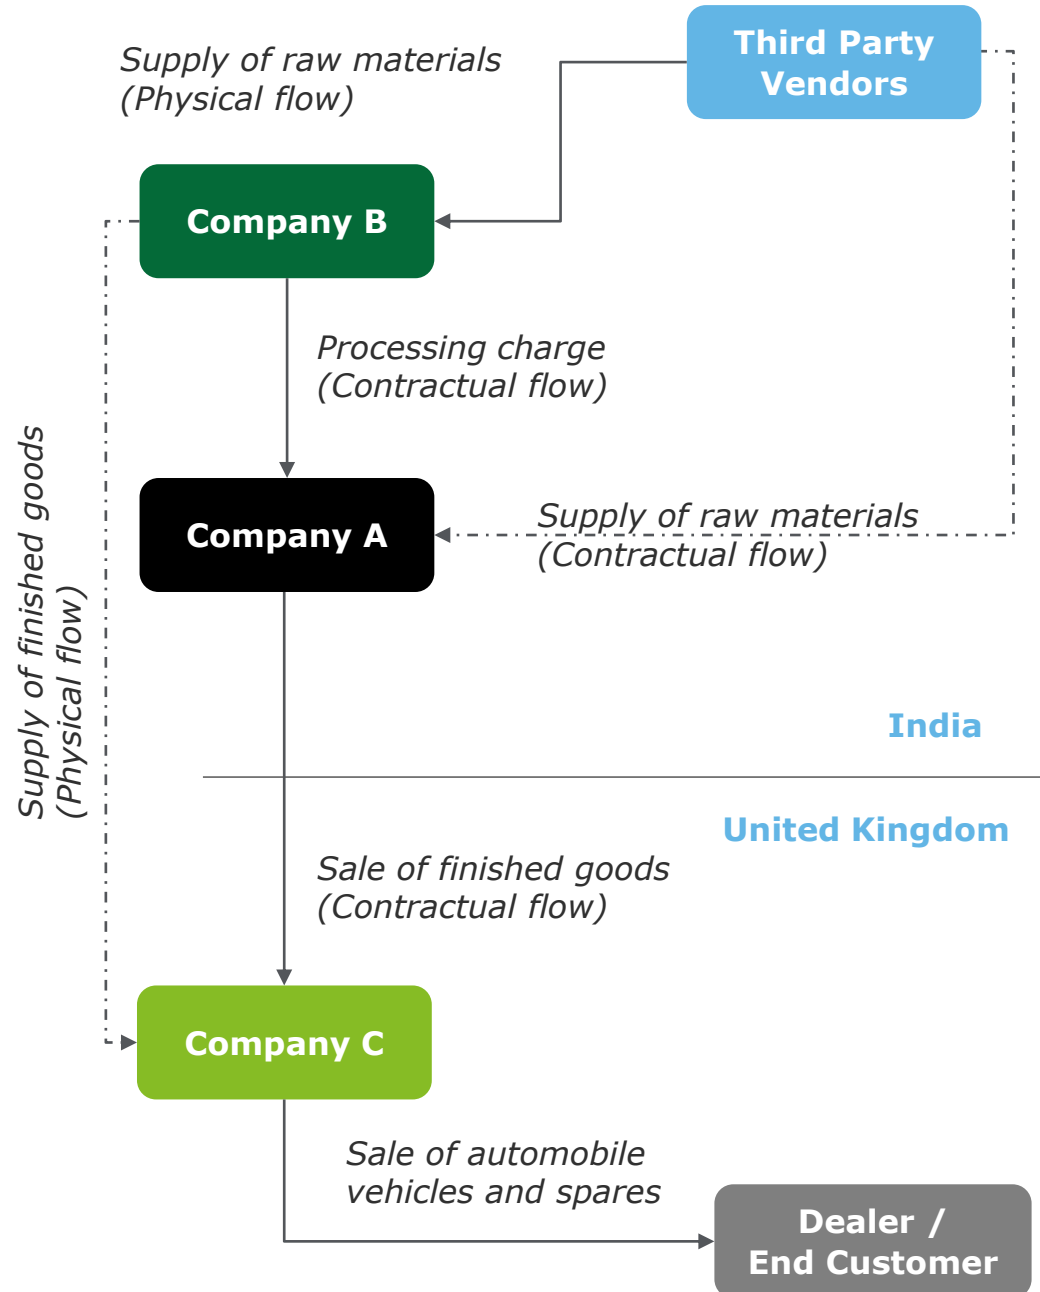 Supply of raw materials
(Physical flow)
Third Party
Vendors
Company B
Processing charge
(Contractual flow)
Supply of finished goods
(Physical flow)
Company A
Supply of raw materials
(Contractual flow)
India
United Kingdom
Sale of finished goods
(Contractual flow)
Company C
Sale of automobile
vehicles and spares
Dealer /
End Customer